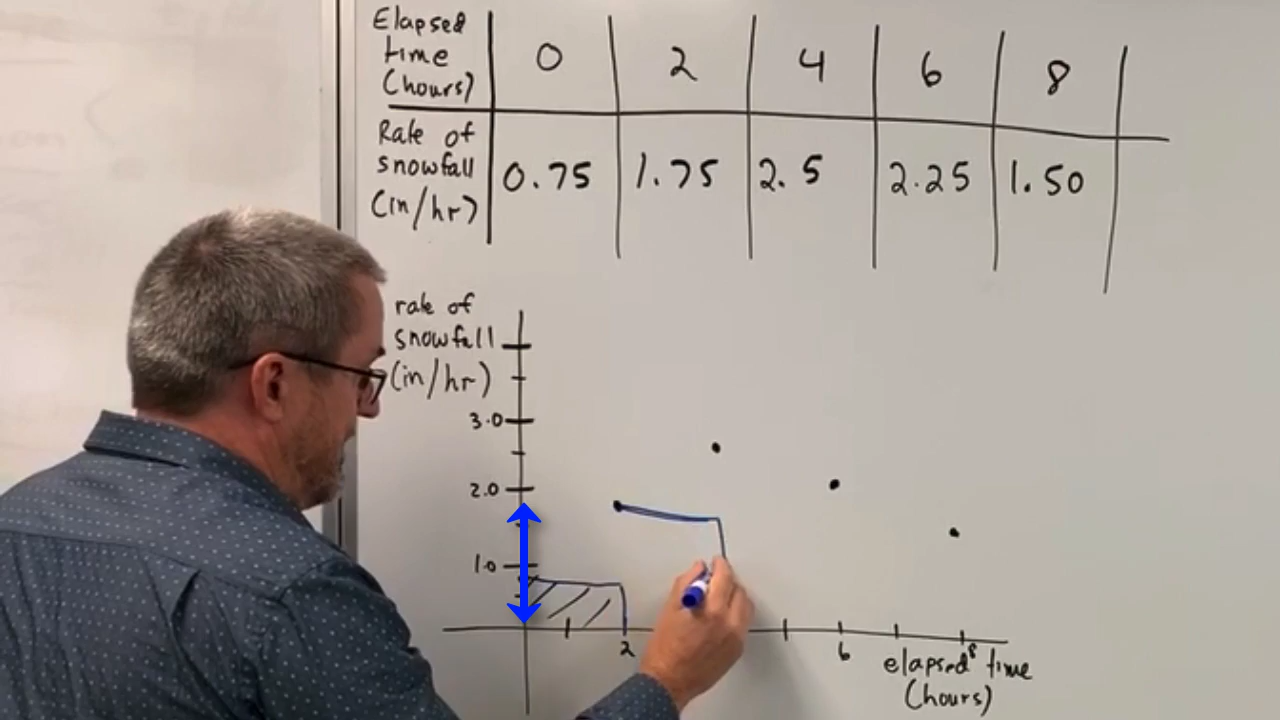 Elapsed
time
(hours)
0 2 4 6 8
Rate of
snowfall
(in/hr)
0.75 1.75 2.5 2.25 1.50
rate of
snowfall
(in/hr)
3.0
2.0
1.0
2 6 8
elapsed time
(hours)